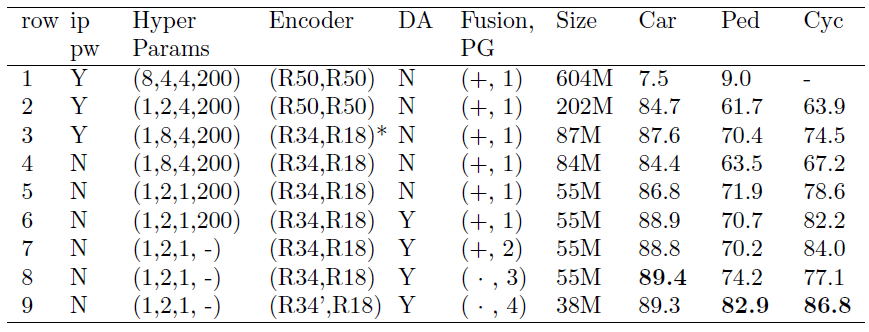 row ip Hyper Encoder DA Fusion, Size Car Ped Cyc
pw Params PG
1 Y (8,4,4,200) (R50,R50) N (+, 1) 604M 7.5 9.0 -
2 Y (1,2,4,200) (R50,R50) N (+, 1) 202M 84.7 61.7 63.9
3 Y (1,8,4,200) (R34,R18)* N (+, 1) 87M 87.6 70.4 74.5
4 N (1,8,4,200) (R34,R18) N (+, 1) 84M 84.4 63.5 67.2
5 N (1,2,1,200) (R34,R18) N (+, 1) 55M 86.8 71.9 78.6
6 N (1,2,1,200) (R34,R18) Y (+, 1) 55M 88.9 70.7 82.2
7 N (1,2,1, -) (R34,R18) Y (+, 2) 55M 88.8 70.2 84.0
8 N (1,2,1, -) (R34,R18) Y ( · , 3) 55M 89.4 74.2 77.1
9 N (1,2,1, -) (R34',R18) Y ( · , 4) 38M 89.3 82.9 86.8